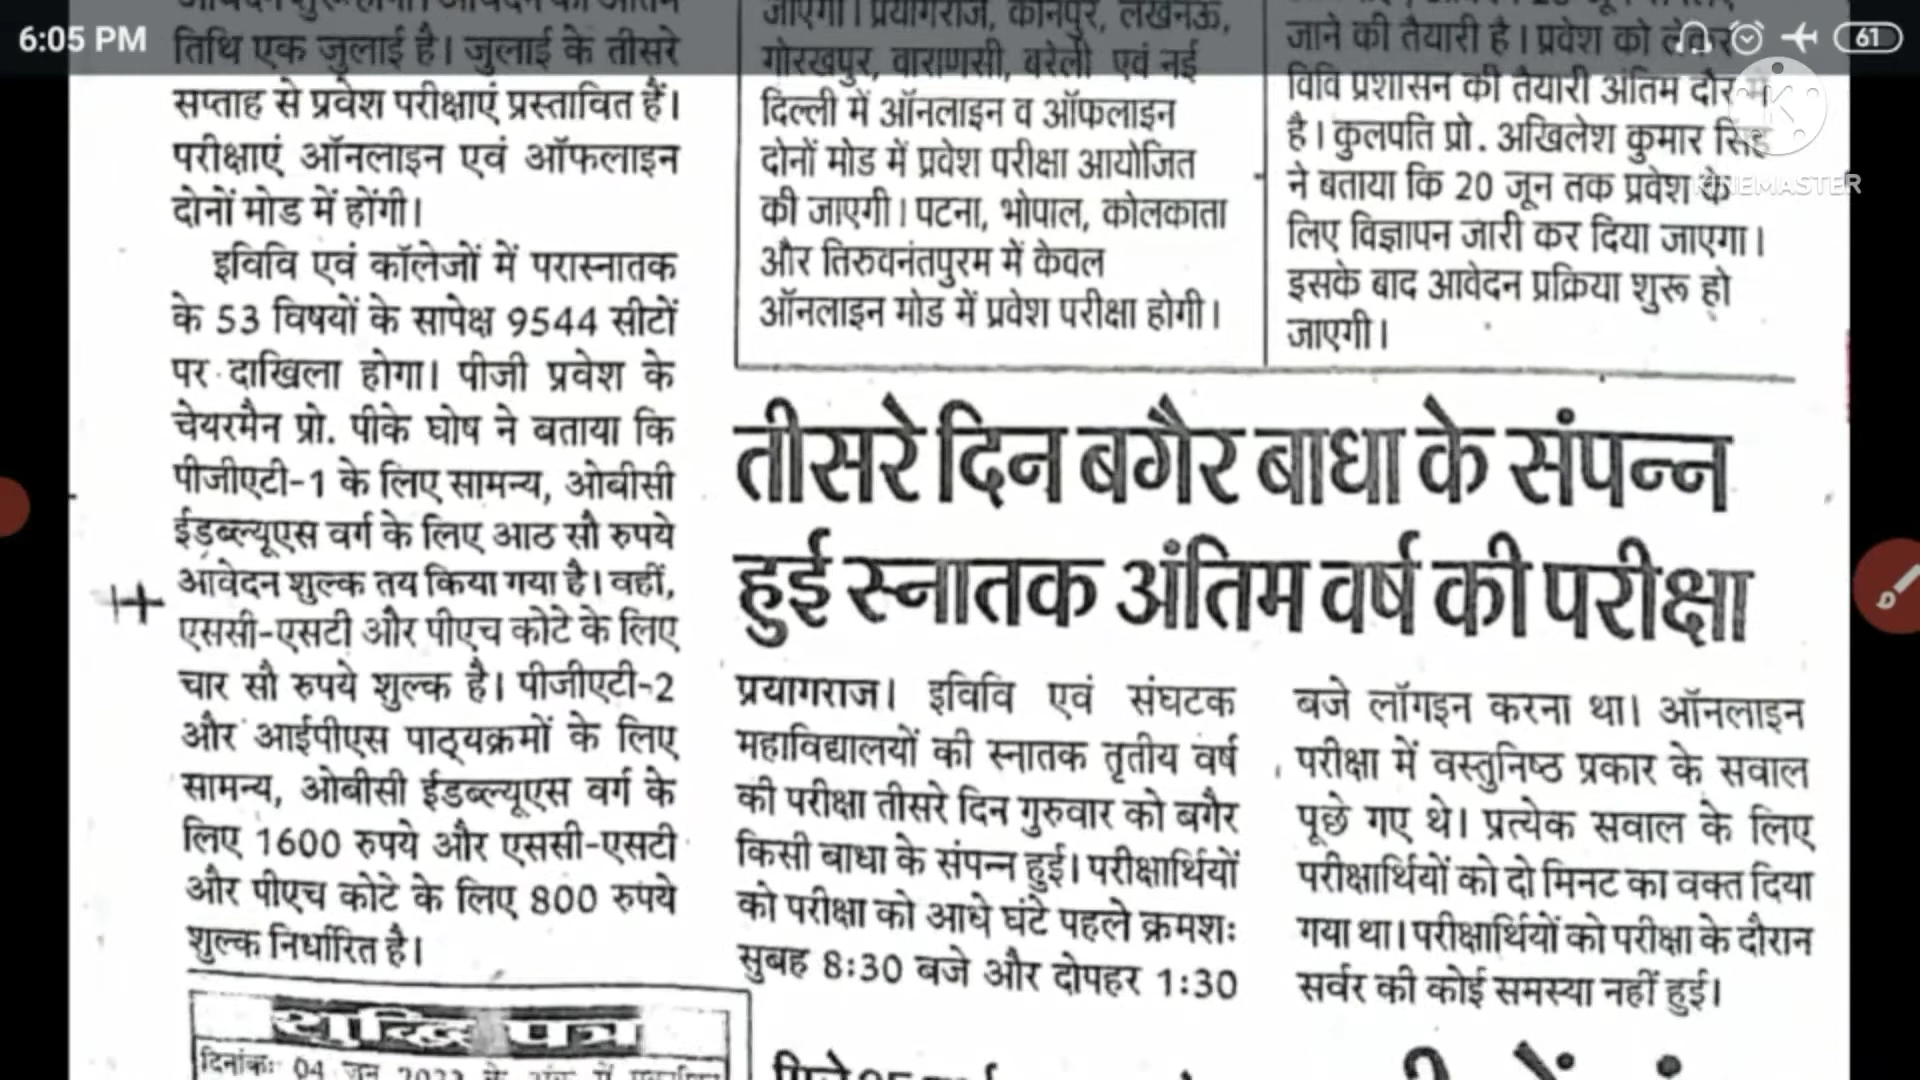 6:05 PM
61
KINEMASTER
तिथि एक जुलाई है। जुलाई के तीसरे
सप्ताह से प्रवेश परीक्षाएं प्रस्तावित हैं।
परीक्षाएं ऑनलाइन एवं ऑफलाइन
दोनों मोड में होंगी।
इविवि एवं कॉलेजों में परास्नातक
के 53 विषयों के सापेक्ष 9544 सीटों
पर दाखिला होगा। पीजी प्रवेश के
चेयरमैन प्रो. पीके घोष ने बताया कि
पीजीएटी-1 के लिए सामन्य, ओबीसी
ईडब्ल्यूएस वर्ग के लिए आठ सौ रुपये
आवेदन शुल्क तय किया गया है। वहीं,
एससी-एसटी और पीएच कोटे के लिए
चार सौ रुपये शुल्क है। पीजीएटी-2
और आईपीएस पाठ्यक्रमों के लिए
सामन्य, ओबीसी ईडब्ल्यूएस वर्ग के
लिए 1600 रुपये और एससी-एसटी
और पीएच कोटे के लिए 800 रुपये
शुल्क निर्धारित है।
दिनांकः 04 जून
जाएगी। प्रयागराज, कानपुर, लखनऊ,
गोरखपुर, वाराणसी, बरेली एवं नई
दिल्ली में ऑनलाइन व ऑफलाइन
दोनों मोड में प्रवेश परीक्षा आयोजित
की जाएगी। पटना, भोपाल, कोलकाता
और तिरुवनंतपुरम में केवल
ऑनलाइन मोड में प्रवेश परीक्षा होगी।
जाने की तैयारी है। प्रवेश को लेकर
विवि प्रशासन की तैयारी अंतिम दौर में
है। कुलपति प्रो. अखिलेश कुमार सिंह
ने बताया कि 20 जून तक प्रवेश के
लिए विज्ञापन जारी कर दिया जाएगा।
इसके बाद आवेदन प्रक्रिया शुरू हो
जाएगी।
तीसरे दिन बगैर बाधा के संपन्न
हुई स्नातक अंतिम वर्ष की परीक्षा
प्रयागराज। इविवि एवं संघटक
महाविद्यालयों की स्नातक तृतीय वर्ष
की परीक्षा तीसरे दिन गुरुवार को बगैर
किसी बाधा के संपन्न हुई। परीक्षार्थियों
को परीक्षा को आधे घंटे पहले क्रमशः
सुबह 8:30 बजे और दोपहर 1:30
बजे लॉगइन करना था। ऑनलाइन
परीक्षा में वस्तुनिष्ठ प्रकार के सवाल
पूछे गए थे। प्रत्येक सवाल के लिए
परीक्षार्थियों को दो मिनट का वक्त दिया
गया था। परीक्षार्थियों को परीक्षा के दौरान
सर्वर की कोई समस्या नहीं हुई।